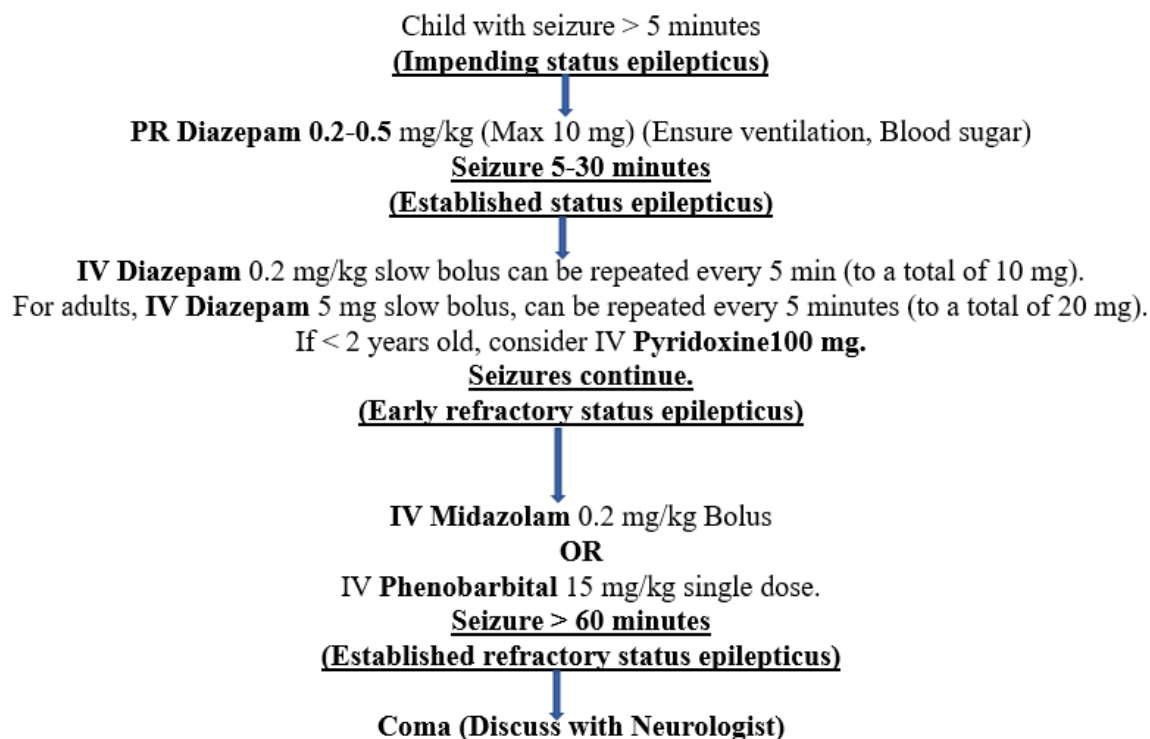 Child with seizure > 5 minutes
(Impending status epilepticus)
PR Diazepam 0.2-0.5 mg/kg (Max 10 mg) (Ensure ventilation, Blood sugar)
Seizure 5-30 minutes
(Established status epilepticus)
IV Diazepam 0.2 mg/kg slow bolus can be repeated every 5 min (to a total of 10 mg).
For adults, IV Diazepam 5 mg slow bolus, can be repeated every 5 minutes (to a total of 20 mg).
If < 2 years old, consider IV Pyridoxine100 mg.
Seizures continue.
(Early refractory status epilepticus)
IV Midazolam 0.2 mg/kg Bolus
OR
IV Phenobarbital 15 mg/kg single dose.
Seizure > 60 minutes
(Established refractory status epilepticus)
Coma (Discuss with Neurologist)